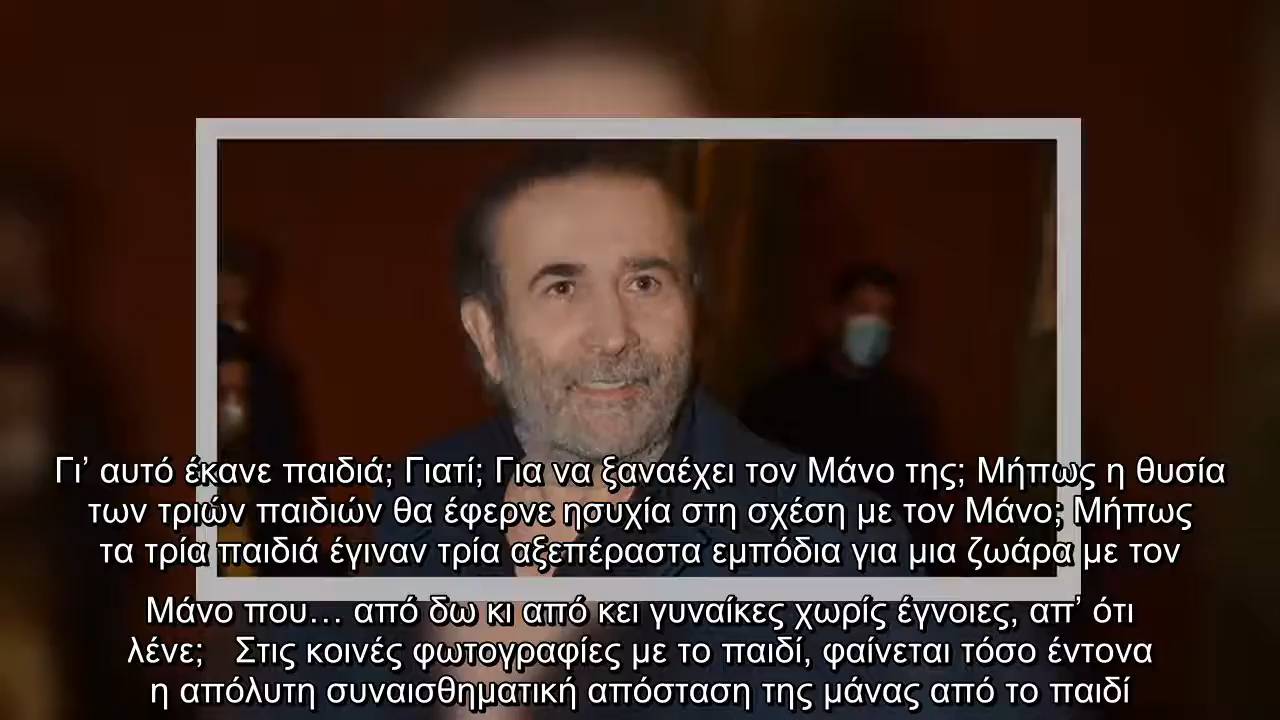 Γι’ αυτό έκανε παιδιά; Γιατί; Για να ξαναέχει τον Μάνο της; Μήπως η θυσία
των τριών παιδιών θα έφερνε ησυχία στη σχέση με τον Μάνο; Μήπως
τα τρία παιδιά έγιναν τρία αξεπέραστα εμπόδια για μια ζωάρα με τον
Μάνο που… από δω κι από κει γυναίκες χωρίς έγνοιες, απ’ ότι
λένε; Στις κοινές φωτογραφίες με το παιδί, φαίνεται τόσο έντονα
η απόλυτη συναισθηματική απόσταση της μάνας από το παιδί